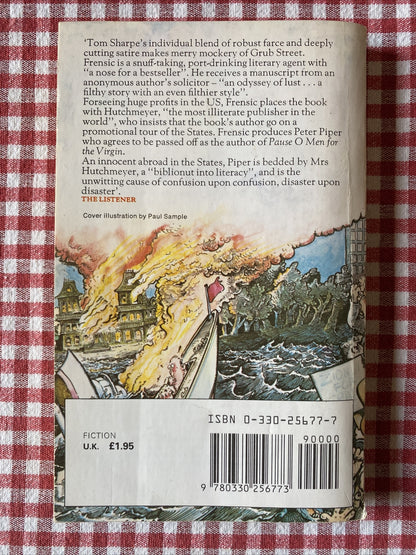 ‘Tom Sharpe’s individual blend of robust farce and deeply
cutting satire makes merry mockery of Grub Street.
Frensic is a snuff-taking, port-drinking literary agent with
“a nose for a bestseller”. He receives a manuscript from an
anonymous author’s solicitor – “an odyssey of lust . . . a
filthy story with an even filthier style”.
Forseeing huge profits in the US, Frensic places the book
with Hutchmeyer, “the most illiterate publisher in the
world”, who insists that the book’s author go on a
promotional tour of the States. Frensic produces Peter Piper
who agrees to be passed off as the author of Pause O Men for
the Virgin.
An innocent abroad in the States, Piper is bedded by Mrs
Hutchmeyer, a “biblionut into literacy”, and is the
unwitting cause of confusion upon confusion, disaster upon
disaster’.
THE LISTENER
Cover illustration by Paul Sample
ISBN 0-330-25677-7
FICTION
U.K. £1.95
90000
9 780330 256773